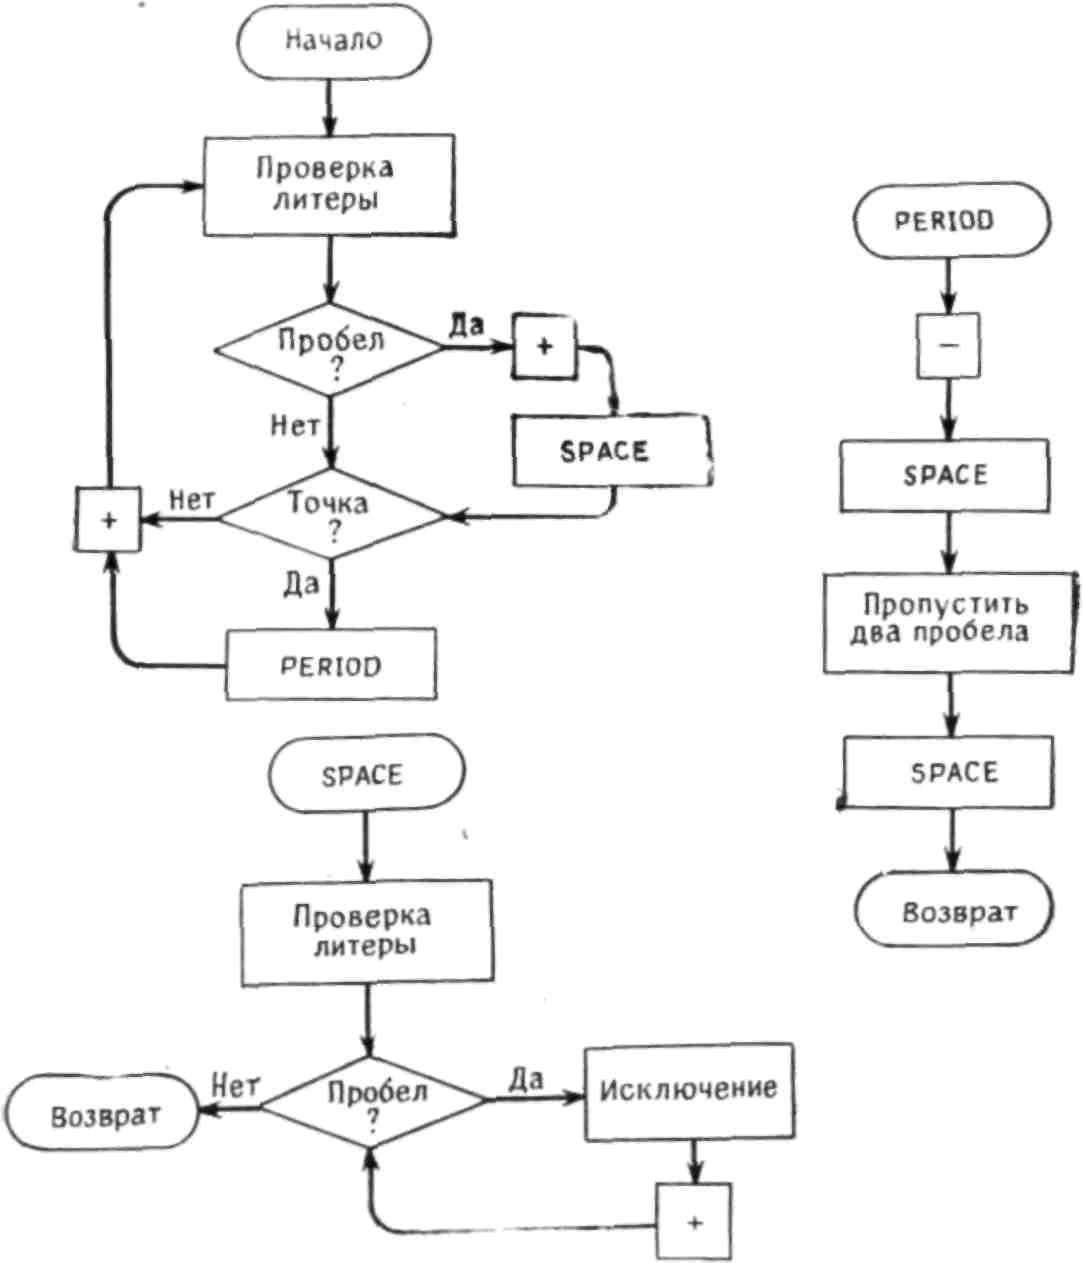 Начало
Проверка
литеры
Пробел
?
Да
+
SPACE
Нет
Точка
?
Нет
+
Да
PERIOD
SPACE
Проверка
литеры
Пробел
?
Нет
Возврат
Да
Исключение
+
PERIOD
−
SPACE
Пропустить
два пробела
SPACE
Возврат